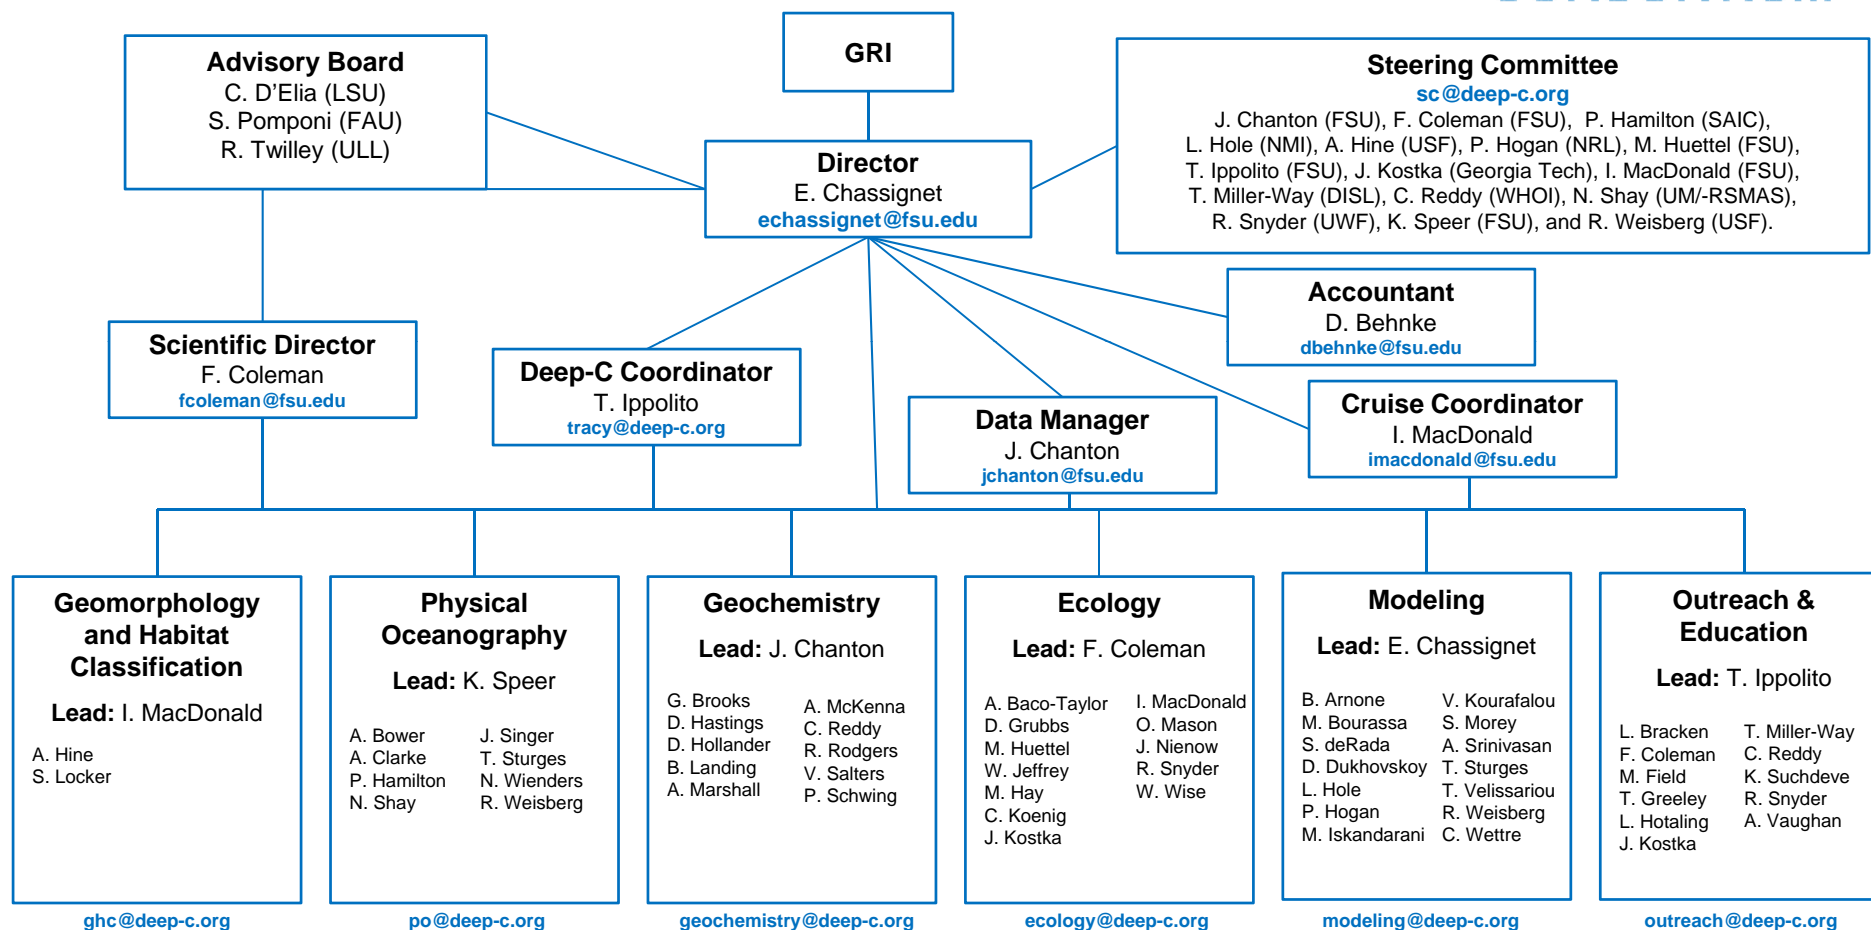 Advisory Board
C. D'Elia (LSU)
S. Pomponi (FAU)
R. Twilley (ULL)
GRI
Steering Committee
sc@deep-c.org
J. Chanton (FSU), F. Coleman (FSU), P. Hamilton (SAIC),
L. Hole (NMI), A. Hine (USF), P. Hogan (NRL), M. Huettel (FSU),
T. Ippolito (FSU), J. Kostka (Georgia Tech), I. MacDonald (FSU),
T. Miller-Way (DISL), C. Reddy (WHOI), N. Shay (UM/-RSMAS),
R. Snyder (UWF), K. Speer (FSU), and R. Weisberg (USF).
Director
E. Chassignet
echassignet@fsu.edu
Accountant
D. Behnke
dbehnke@fsu.edu
Scientific Director
F. Coleman
fcoleman@fsu.edu
Deep-C Coordinator
T. Ippolito
tracy@deep-c.org
Data Manager
J. Chanton
jchanton@fsu.edu
Cruise Coordinator
I. MacDonald
imacdonald@fsu.edu
Geomorphology
and Habitat
Classification
Lead: I. MacDonald
A. Hine
S. Locker
ghc@deep-c.org
Physical
Oceanography
Lead: K. Speer
A. Bower
A. Clarke
P. Hamilton
N. Shay
J. Singer
T. Sturges
N. Wienders
R. Weisberg
po@deep-c.org
Geochemistry
Lead: J. Chanton
G. Brooks
D. Hastings
D. Hollander
B. Landing
A. Marshall
A. McKenna
C. Reddy
R. Rodgers
V. Salters
P. Schwing
geochemistry@deep-c.org
Ecology
Lead: F. Coleman
A. Baco-Taylor
D. Grubbs
M. Huettel
W. Jeffrey
M. Hay
C. Koenig
J. Kostka
I. MacDonald
O. Mason
J. Nienow
R. Snyder
W. Wise
ecology@deep-c.org
Modeling
Lead: E. Chassignet
B. Arnone
M. Bourassa
S. deRada
D. Dukhovskoy
L. Hole
P. Hogan
M. Iskandarani
V. Kourafalou
S. Morey
A. Srinivasan
T. Sturges
T. Velissariou
R. Weisberg
C. Wettre
modeling@deep-c.org
Outreach &
Education
Lead: T. Ippolito
L. Bracken
F. Coleman
M. Field
T. Greeley
L. Hotaling
J. Kostka
T. Miller-Way
C. Reddy
K. Suchdeve
R. Snyder
A. Vaughan
outreach@deep-c.org